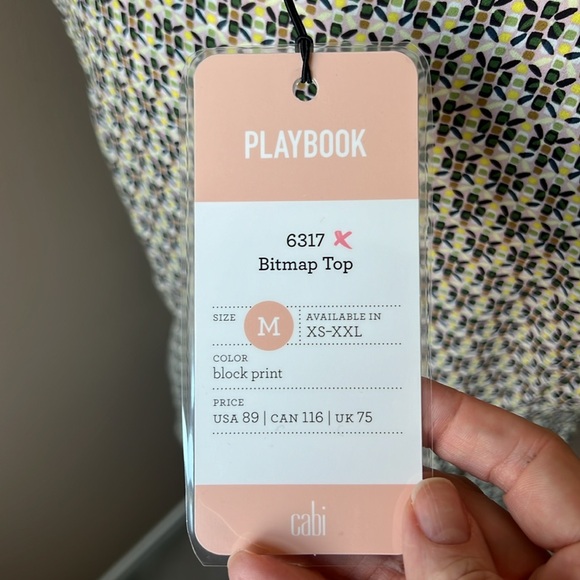 PLAYBOOK
6317 X
Bitmap Top
SIZE M AVAILABLE IN
XS-XXL
COLOR
block print
PRICE
USA 89 | CAN 116 | UK 75
cabi